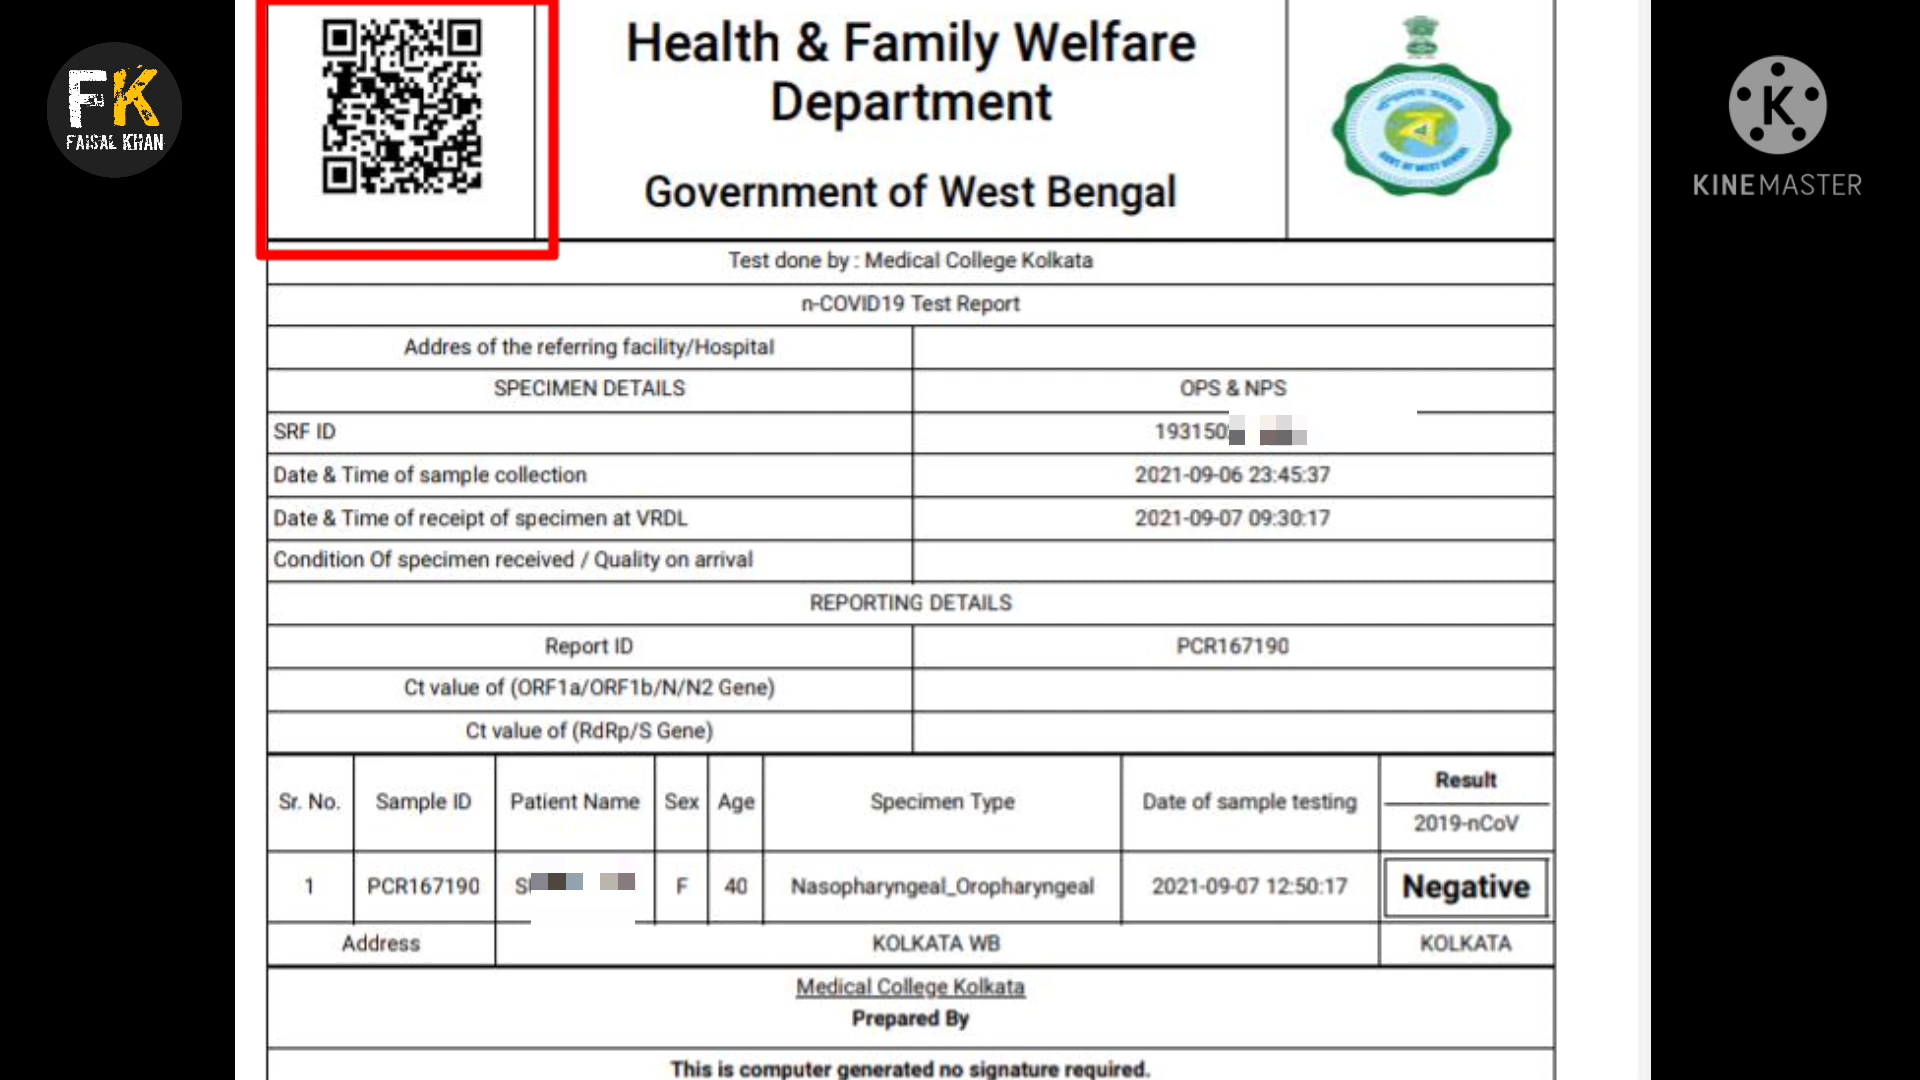 FK
FAISAL KHAN
Health & Family Welfare
Department
Government of West Bengal
KINEMASTER
Test done by : Medical College Kolkata
n-COVID19 Test Report
Addres of the referring facility/Hospital
SPECIMEN DETAILS OPS & NPS
SRF ID 193150
Date & Time of sample collection 2021-09-06 23:45:37
Date & Time of receipt of specimen at VRDL 2021-09-07 09:30:17
Condition Of specimen received / Quality on arrival
REPORTING DETAILS
Report ID PCR167190
Ct value of (ORF1a/ORF1b/N/N2 Gene)
Ct value of (RdRp/S Gene)
Sr. No. Sample ID Patient Name Sex Age Specimen Type Date of sample testing Result
2019-nCoV
1 PCR167190 F 40 Nasopharyngeal_Oropharyngeal 2021-09-07 12:50:17 Negative
Address KOLKATA WB KOLKATA
Medical College Kolkata
Prepared By
This is computer generated no signature required.